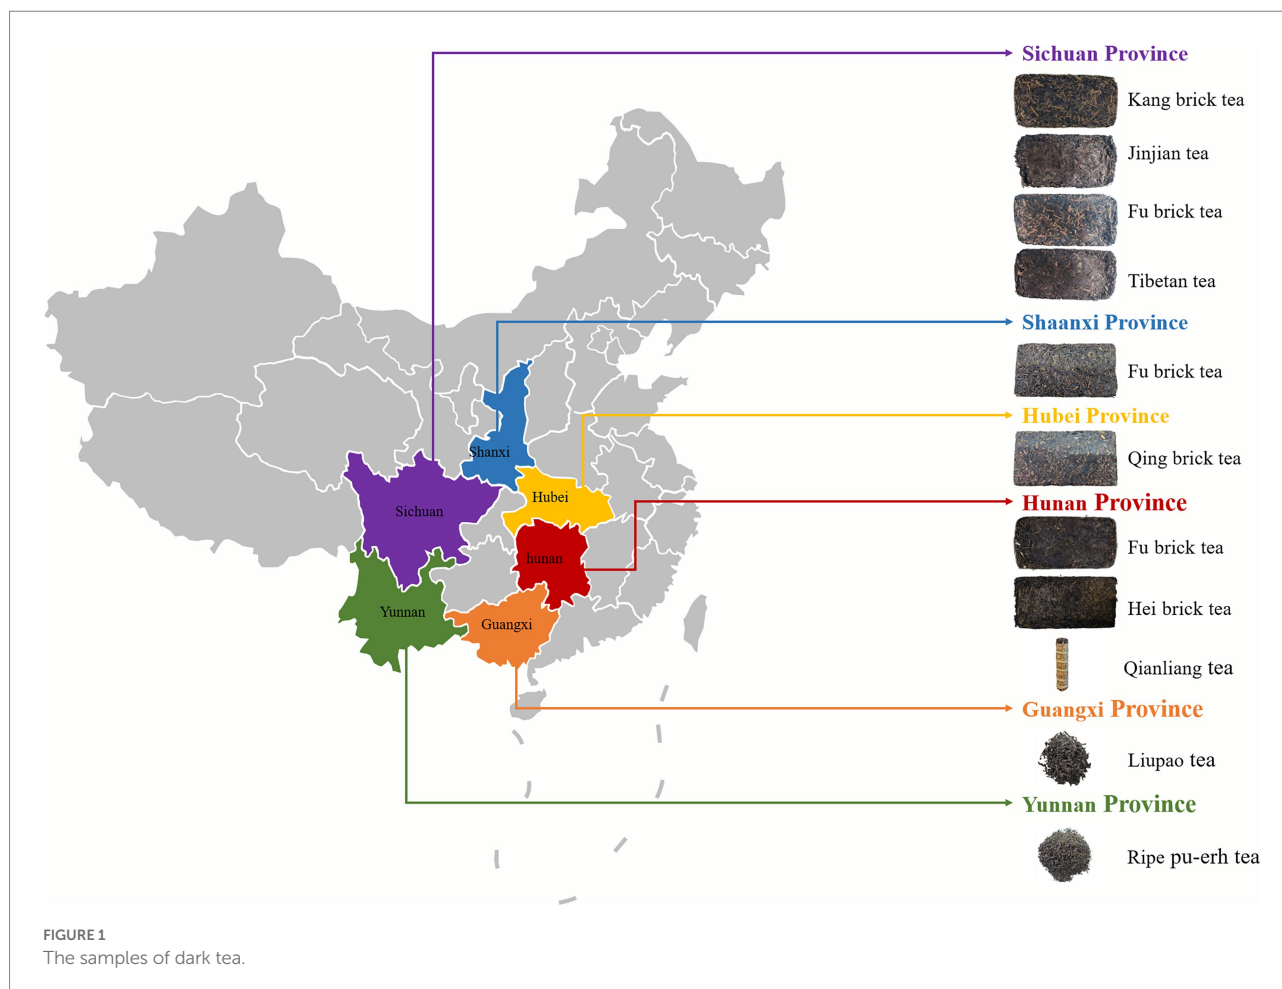 Sichuan Province
Kang brick tea
Jinjian tea
Fu brick tea
Tibetan tea
Shaanxi Province
Fu brick tea
Hubei Province
Qing brick tea
Hunan Province
Fu brick tea
Hei brick tea
Qianliang tea
Guangxi Province
Liupao tea
Yunnan Province
Ripe pu-erh tea
Shanxi
Hubei
Sichuan
hunan
Yunnan
Guangxi
FIGURE 1
The samples of dark tea.